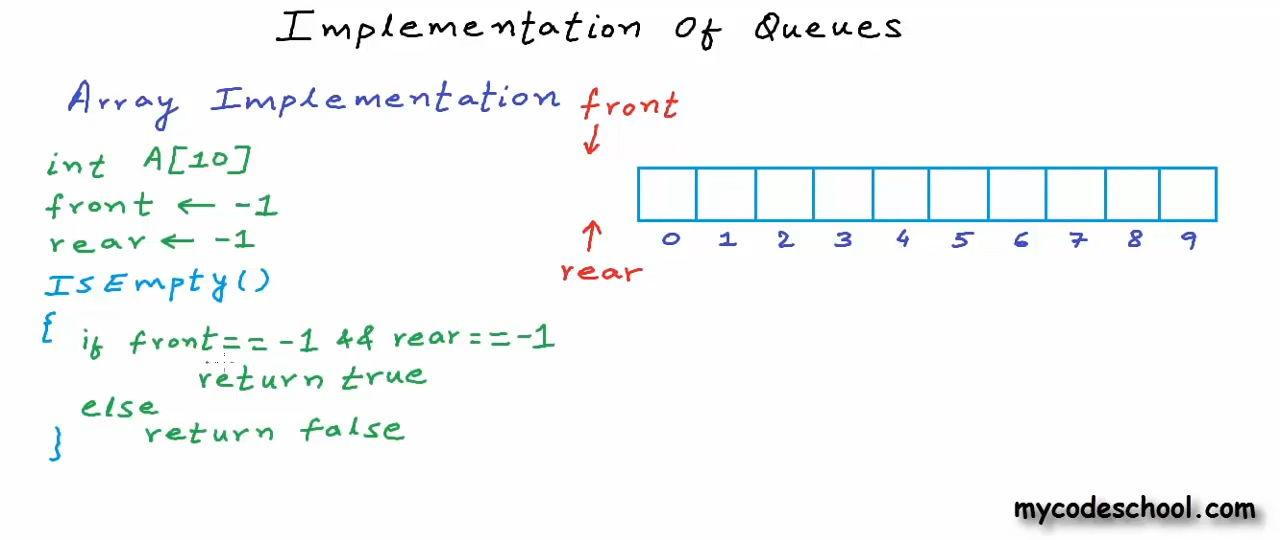 Implementation Of Queues
Array Implementation
front
int A[10]
front ← -1
rear ← -1
IsEmpty()
{
if front == -1 && rear == -1
return true
else
return false
}
↓
0 1 2 3 4 5 6 7 8 9
↑
rear
mycodeschool.com